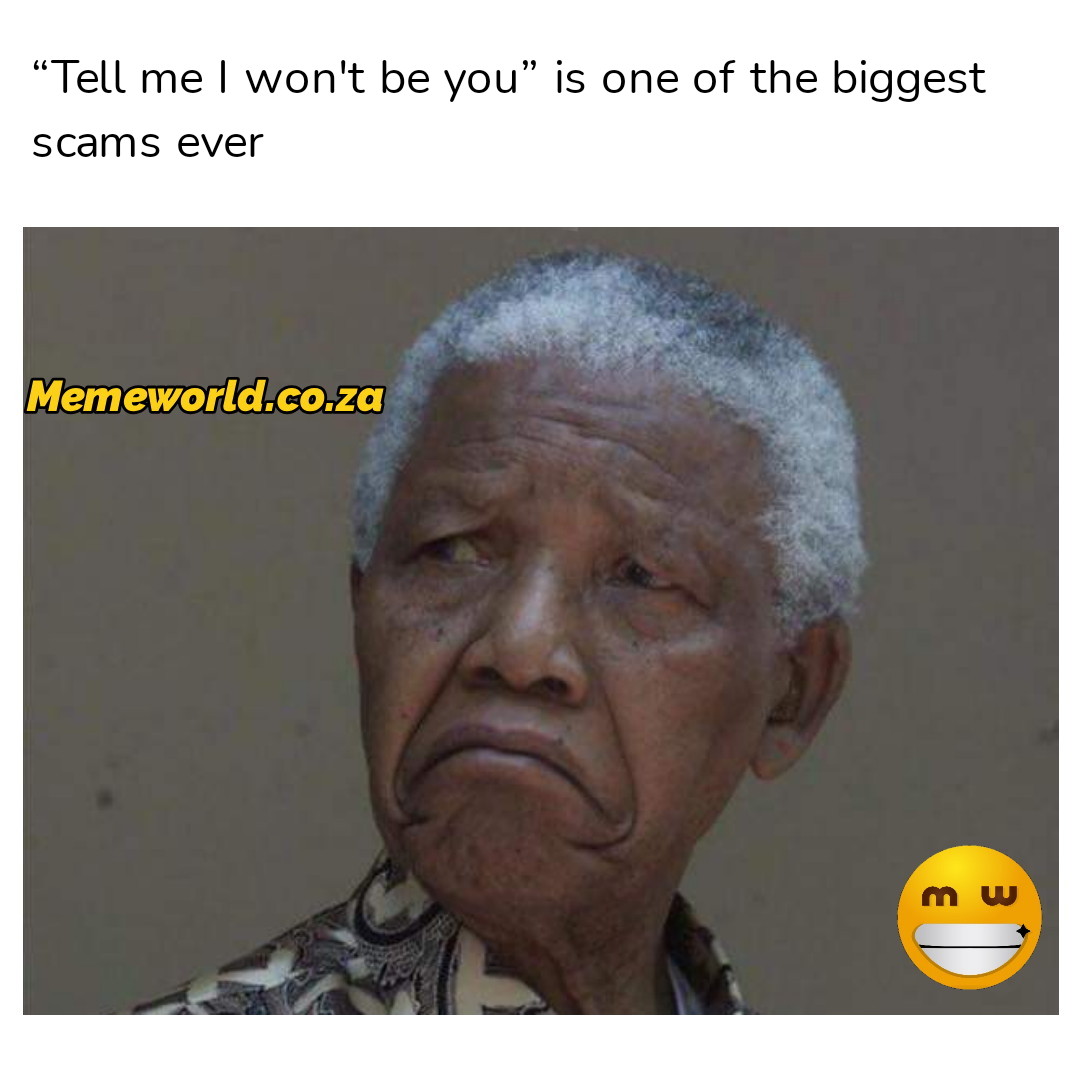 “Tell me I won't be you” is one of the biggest
scams ever
Memeworld.co.za
m w